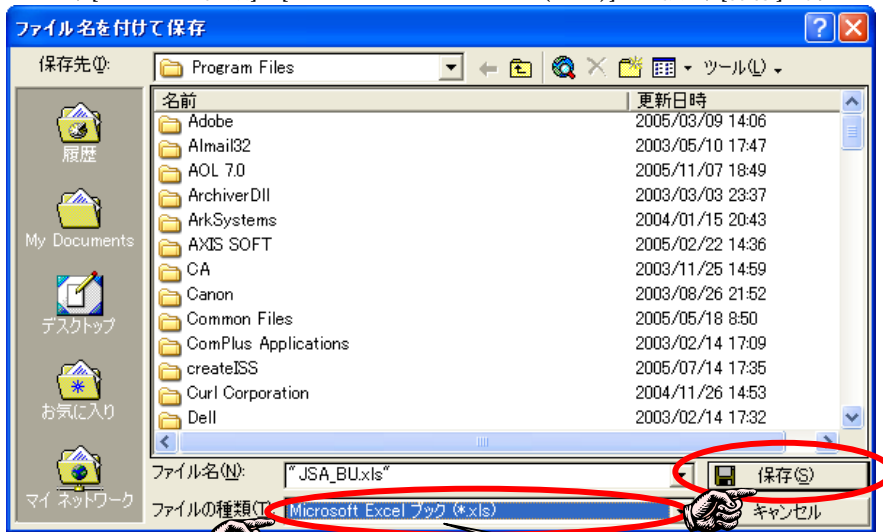 ファイル名を付けて保存
保存先(I):
Program Files
ツール(L)
名前 更新日時
Adobe 2005/03/09 14:06
Almail32 2003/05/10 17:47
AOL 7.0 2005/11/07 18:49
ArchiverDll 2003/03/03 23:37
ArkSystems 2004/01/15 20:43
AXIS SOFT 2005/02/22 14:36
CA 2003/11/25 14:59
Canon 2003/08/26 21:52
Common Files 2005/05/18 8:50
ComPlus Applications 2003/02/14 17:09
createISS 2005/07/14 17:35
Curl Corporation 2004/11/26 14:53
Dell 2003/02/14 17:32
履歴
My Documents
デスクトップ
お気に入り
マイ ネットワーク
ファイル名(N): "JSA_BU.xls" 保存(S)
ファイルの種類(T) Microsoft Excel ブック (*.xls) キャンセル